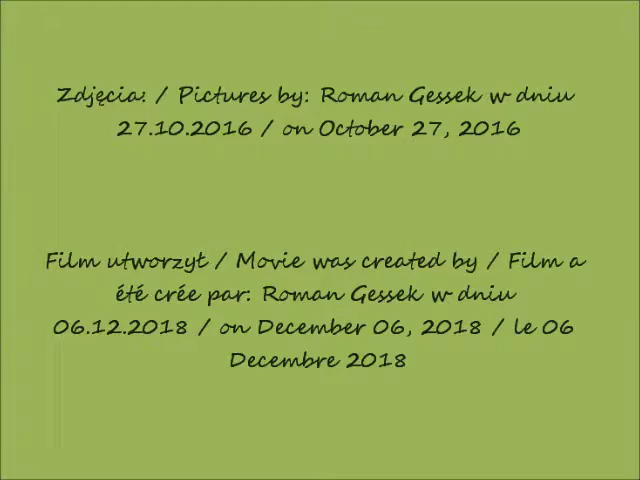 Zdjęcia: / Pictures by: Roman Gessek w dniu
27.10.2016 / on October 27, 2016
Film utworzył / Movie was created by / Film a
été crée par: Roman Gessek w dniu
06.12.2018 / on December 06, 2018 / le 06
Decembre 2018